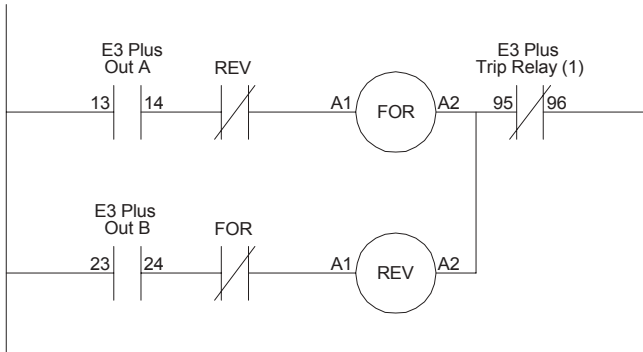 E3 Plus
Out A
REV
E3 Plus
Trip Relay (1)
13 14 A1 FOR A2 95 96
E3 Plus
Out B
FOR
23 24 A1 REV A2